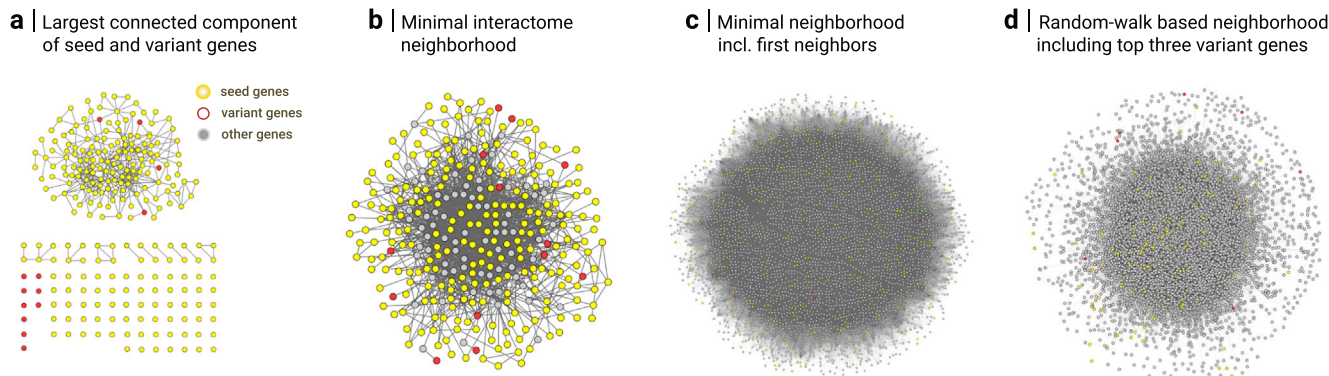 a | Largest connected component
of seed and variant genes
seed genes
variant genes
other genes
b | Minimal interactome
neighborhood
c | Minimal neighborhood
incl. first neighbors
d | Random-walk based neighborhood
including top three variant genes